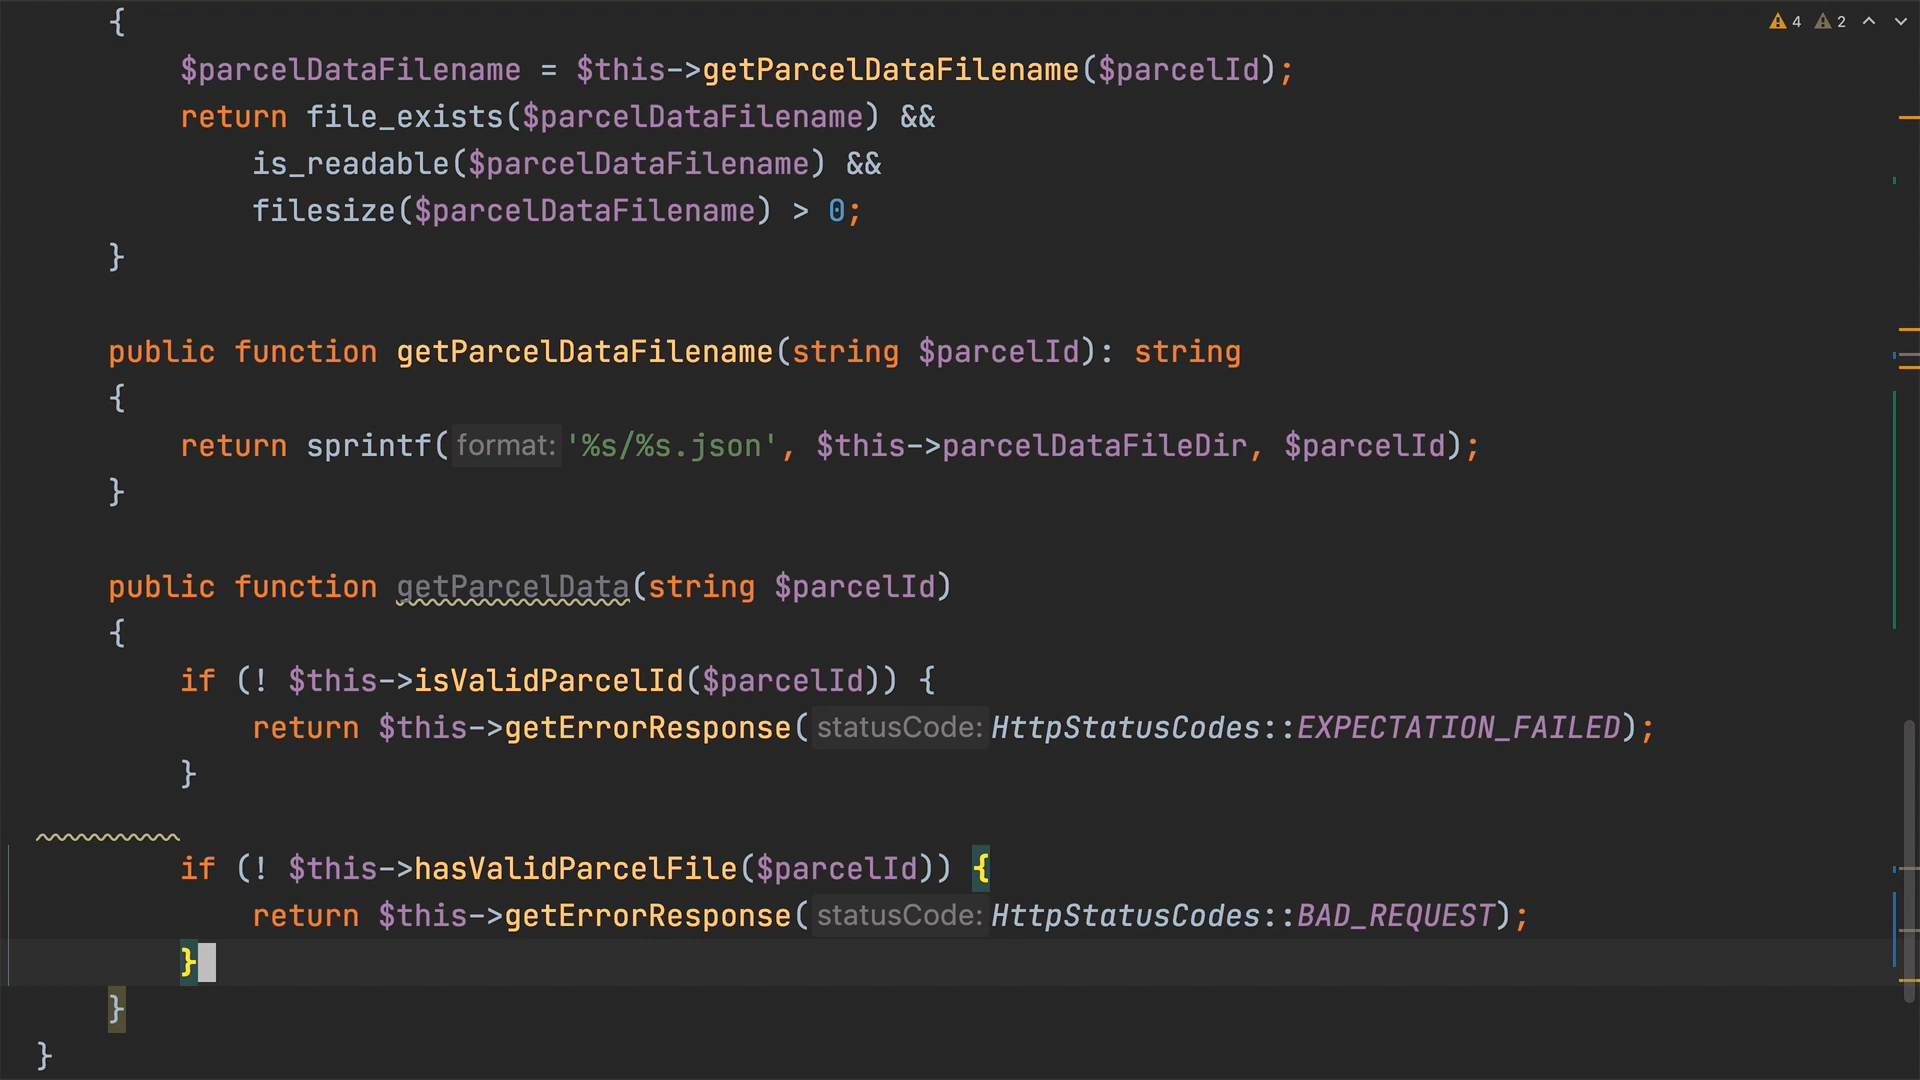 {
4 2
$parcelDataFilename = $this->getParcelDataFilename($parcelId);
return file_exists($parcelDataFilename) &&
is_readable($parcelDataFilename) &&
filesize($parcelDataFilename) > 0;
}
public function getParcelDataFilename(string $parcelId): string
{
return sprintf( format: '%s/%s.json', $this->parcelDataFileDir, $parcelId);
}
public function getParcelData(string $parcelId)
{
if (! $this->isValidParcelId($parcelId)) {
return $this->getErrorResponse( statusCode: HttpStatusCodes::EXPECTATION_FAILED);
}
if (! $this->hasValidParcelFile($parcelId)) {
return $this->getErrorResponse( statusCode: HttpStatusCodes::BAD_REQUEST);
}
}
}